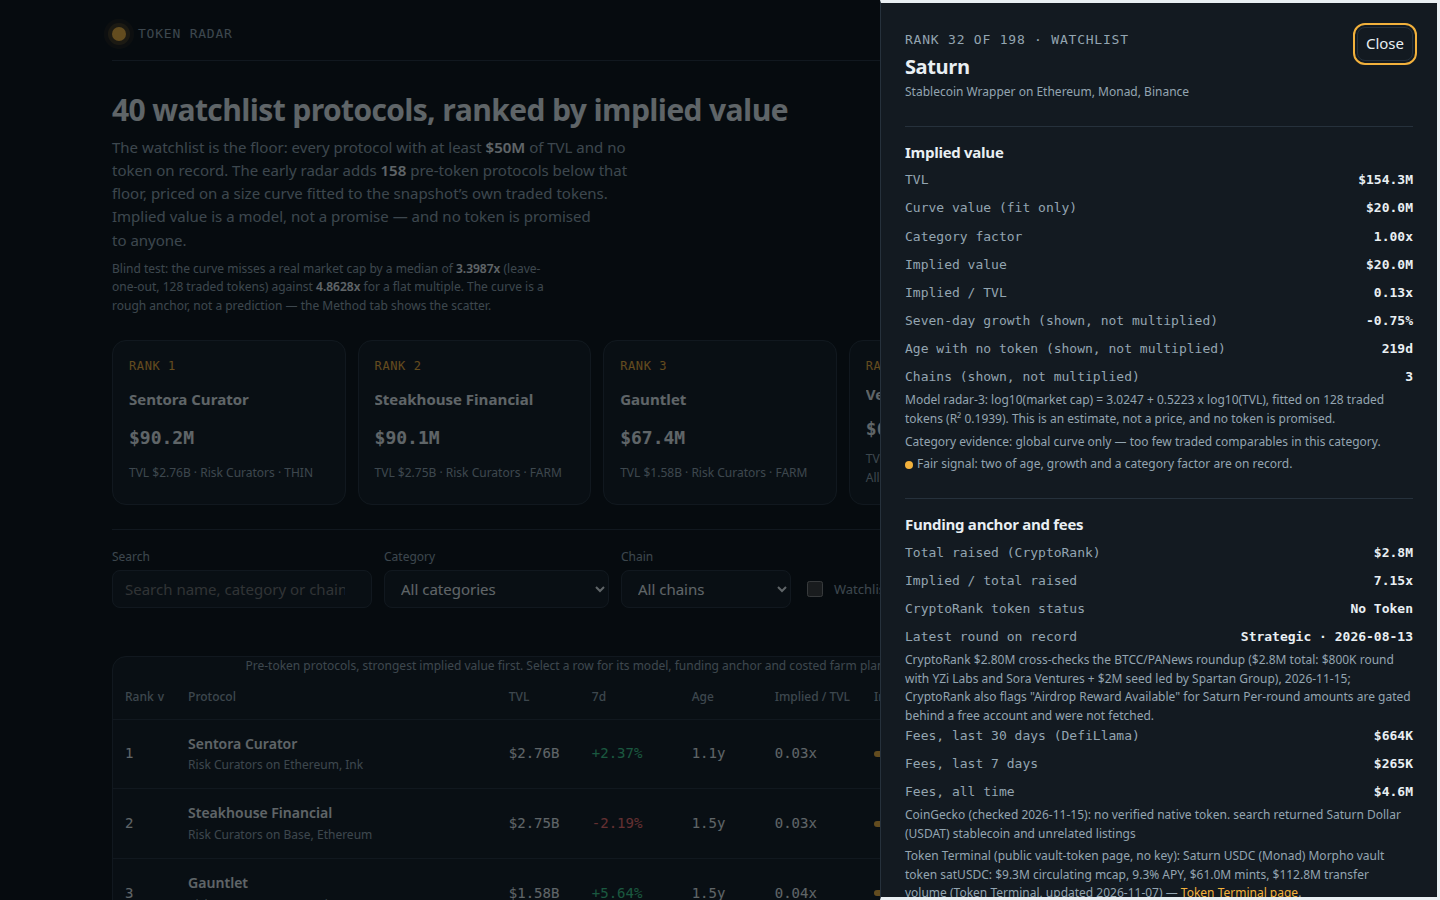 TOKEN RADAR
40 watchlist protocols, ranked by implied value
The watchlist is the floor: every protocol with at least $50M of TVL and no
token on record. The early radar adds 158 pre-token protocols below that
floor, priced on a size curve fitted to the snapshot's own traded tokens.
Implied value is a model, not a promise — and no token is promised
to anyone.
Blind test: the curve misses a real market cap by a median of 3.3987x (leave-
one-out, 128 traded tokens) against 4.8628x for a flat multiple. The curve is a
rough anchor, not a prediction — the Method tab shows the scatter.
RANK 1
Sentora Curator
$90.2M
TVL $2.76B · Risk Curators · THIN
RANK 2
Steakhouse Financial
$90.1M
TVL $2.75B · Risk Curators · FARM
RANK 3
Gauntlet
$67.4M
TVL $1.58B · Risk Curators · FARM
Search
Search name, category or chain
Category
All categories
Chain
All chains
Pre-token protocols, strongest implied value first. Select a row for its model, funding anchor and costed farm
Rank v Protocol TVL 7d Age Implied / TVL
1 Sentora Curator $2.76B +2.37% 1.1y 0.03x
Risk Curators on Ethereum, Ink
2 Steakhouse Financial $2.75B -2.19% 1.5y 0.03x
Risk Curators on Base, Ethereum
3 Gauntlet $1.58B +5.64% 1.5y 0.04x
RANK 32 OF 198 · WATCHLIST
Close
Saturn
Stablecoin Wrapper on Ethereum, Monad, Binance
Implied value
TVL $154.3M
Curve value (fit only) $20.0M
Category factor 1.00x
Implied value $20.0M
Implied / TVL 0.13x
Seven-day growth (shown, not multiplied) -0.75%
Age with no token (shown, not multiplied) 219d
Chains (shown, not multiplied) 3
Model radar-3: log10(market cap) = 3.0247 + 0.5223 x log10(TVL), fitted on 128 traded
tokens (R² 0.1939). This is an estimate, not a price, and no token is promised.
Category evidence: global curve only — too few traded comparables in this category.
Fair signal: two of age, growth and a category factor are on record.
Funding anchor and fees
Total raised (CryptoRank) $2.8M
Implied / total raised 7.15x
CryptoRank token status No Token
Latest round on record Strategic · 2026-08-13
CryptoRank $2.80M cross-checks the BTCC/PANews roundup ($2.8M total: $800K round
with YZi Labs and Sora Ventures + $2M seed led by Spartan Group), 2026-11-15;
CryptoRank also flags "Airdrop Reward Available" for Saturn Per-round amounts are gated
behind a free account and were not fetched.
Fees, last 30 days (DefiLlama) $664K
Fees, last 7 days $265K
Fees, all time $4.6M
CoinGecko (checked 2026-11-15): no verified native token. search returned Saturn Dollar
(USDAT) stablecoin and unrelated listings
Token Terminal (public vault-token page, no key): Saturn USDC (Monad) Morpho vault
token satUSDC: $9.3M circulating mcap, 9.3% APY, $61.0M mints, $112.8M transfer
volume (Token Terminal, updated 2026-11-07) — Token Terminal page.